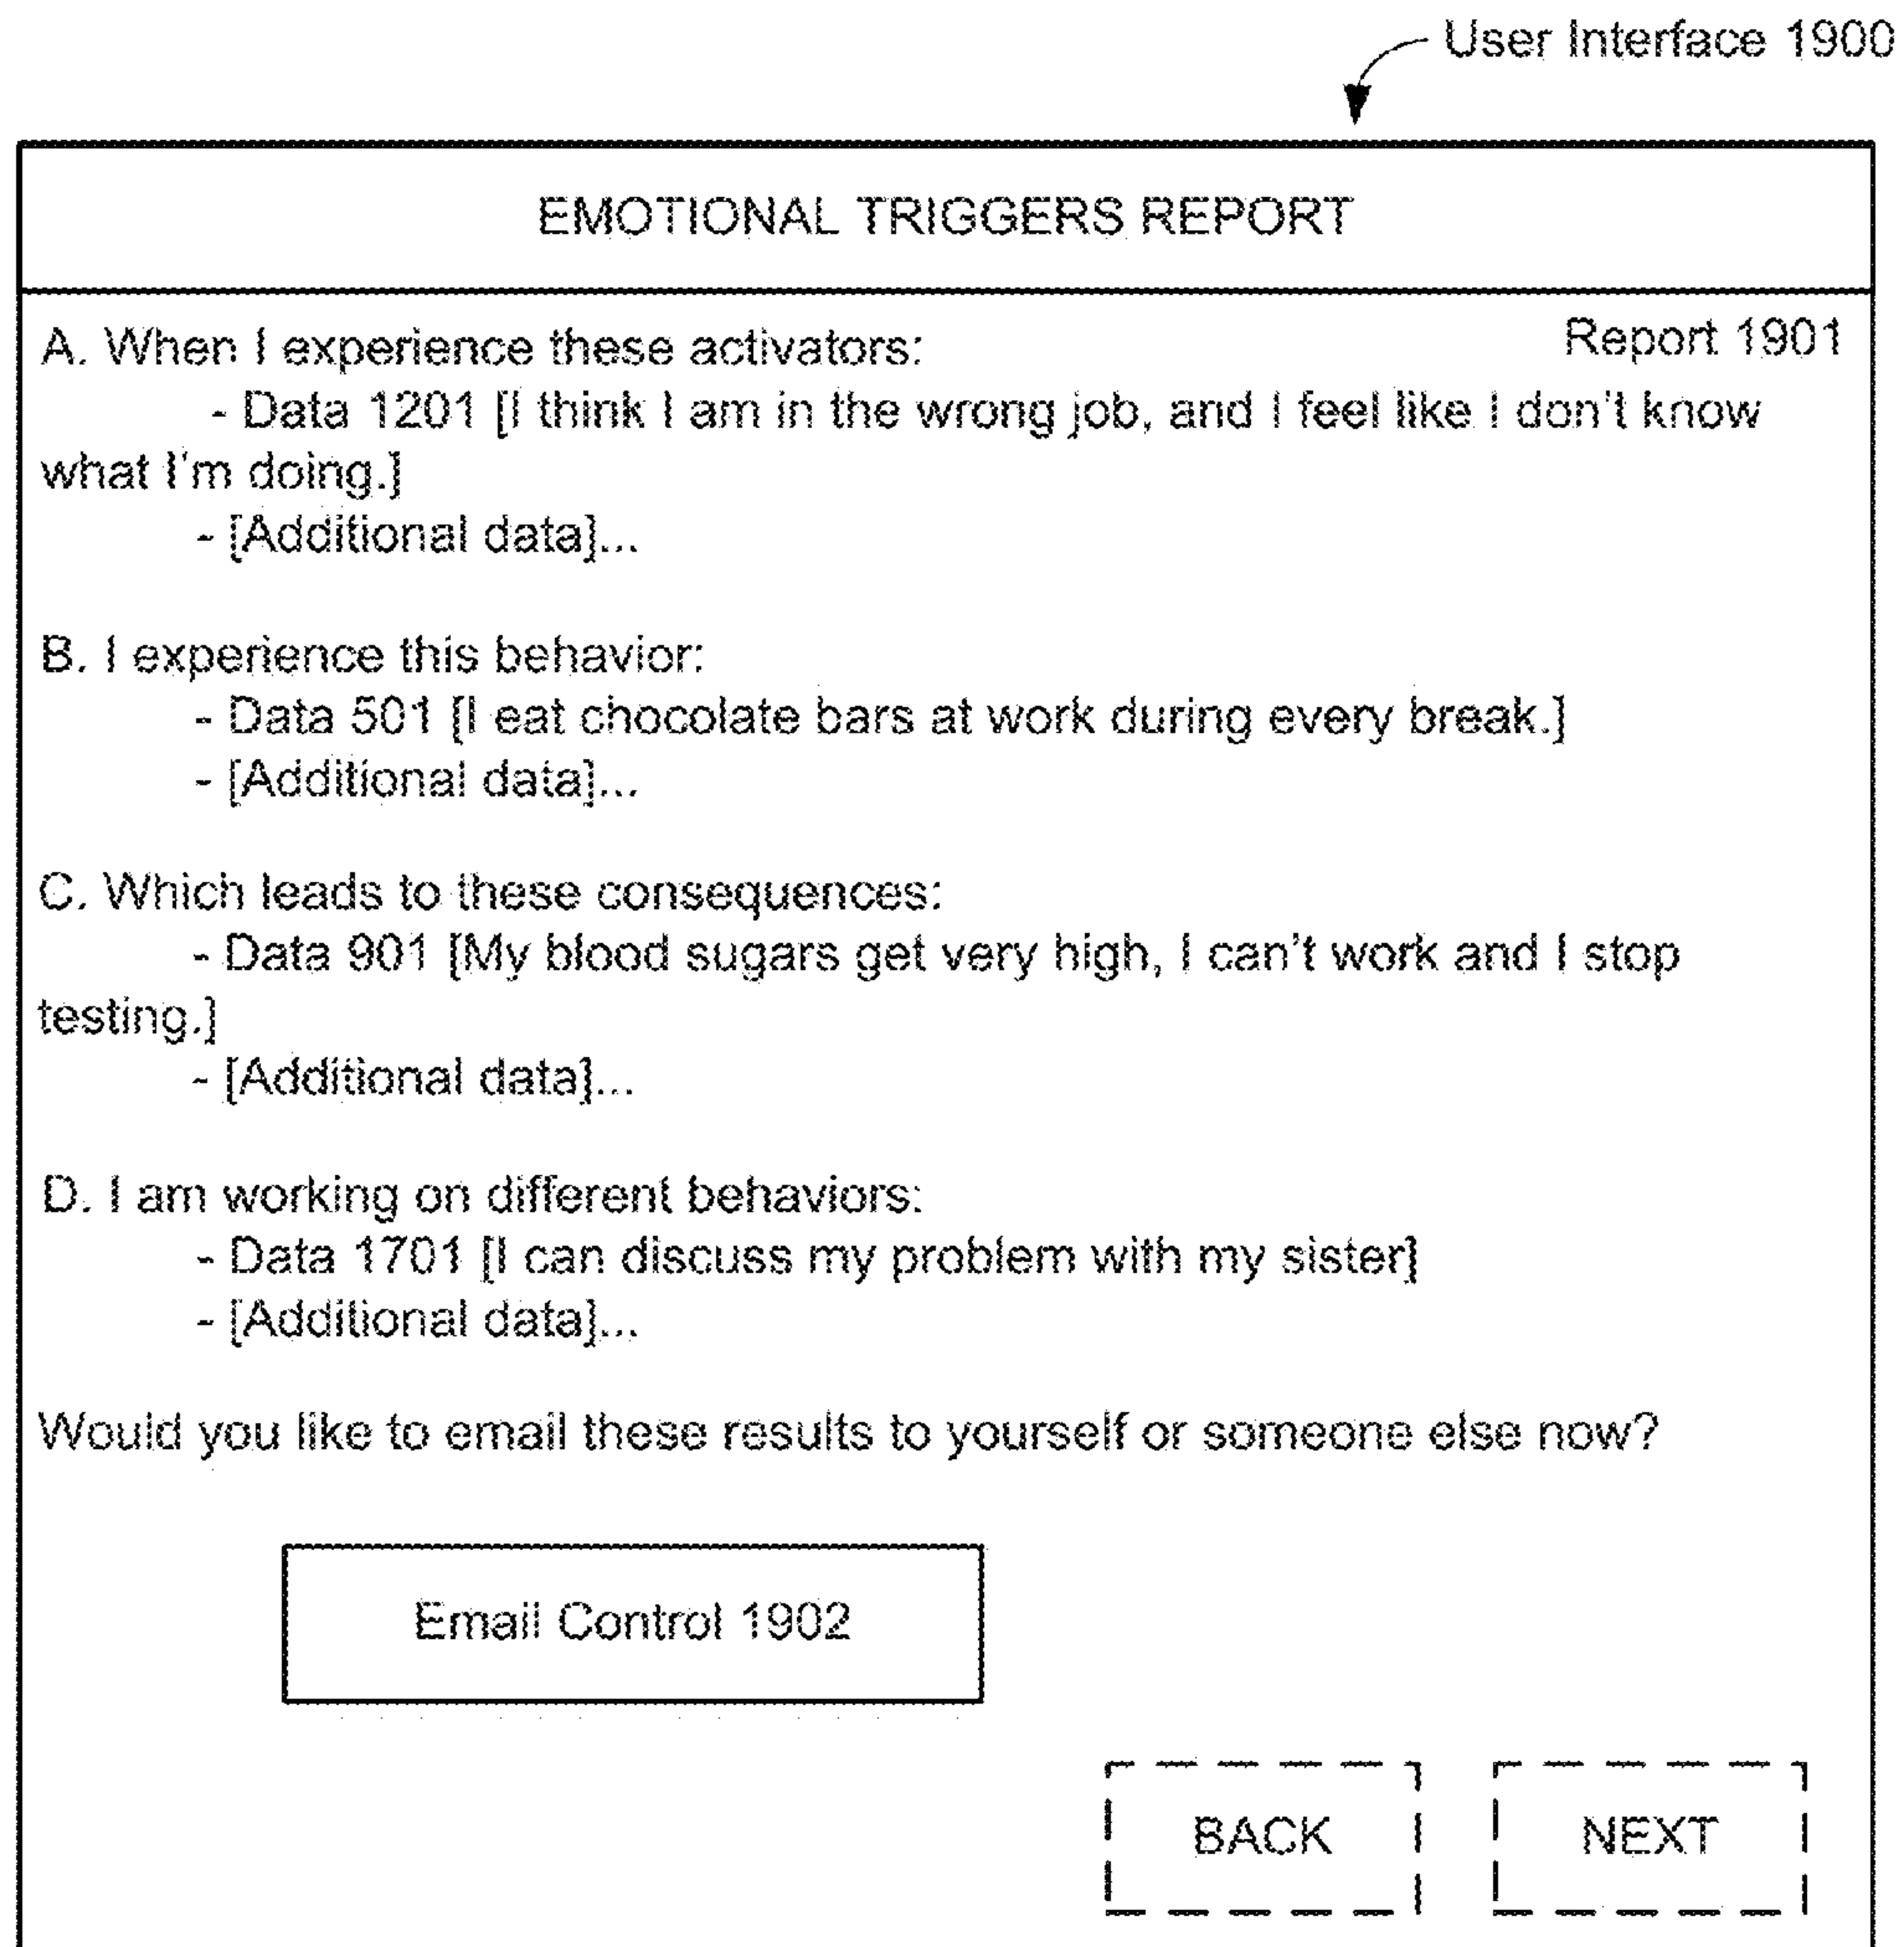 User Interface 1900
EMOTIONAL TRIGGERS REPORT
Report 1901
A. When I experience these activators:
- Data 1201 [I think I am in the wrong job, and I feel like I don't know
what I'm doing.]
- [Additional data]...
B. I experience this behavior:
- Data 501 [I eat chocolate bars at work during every break.]
- [Additional data]...
C. Which leads to these consequences:
- Data 901 [My blood sugars get very high, I can't work and I stop
testing.]
- [Additional data]...
D. I am working on different behaviors:
- Data 1701 [I can discuss my problem with my sister]
- [Additional data]...
Would you like to email these results to yourself or someone else now?
Email Control 1902
BACK
NEXT